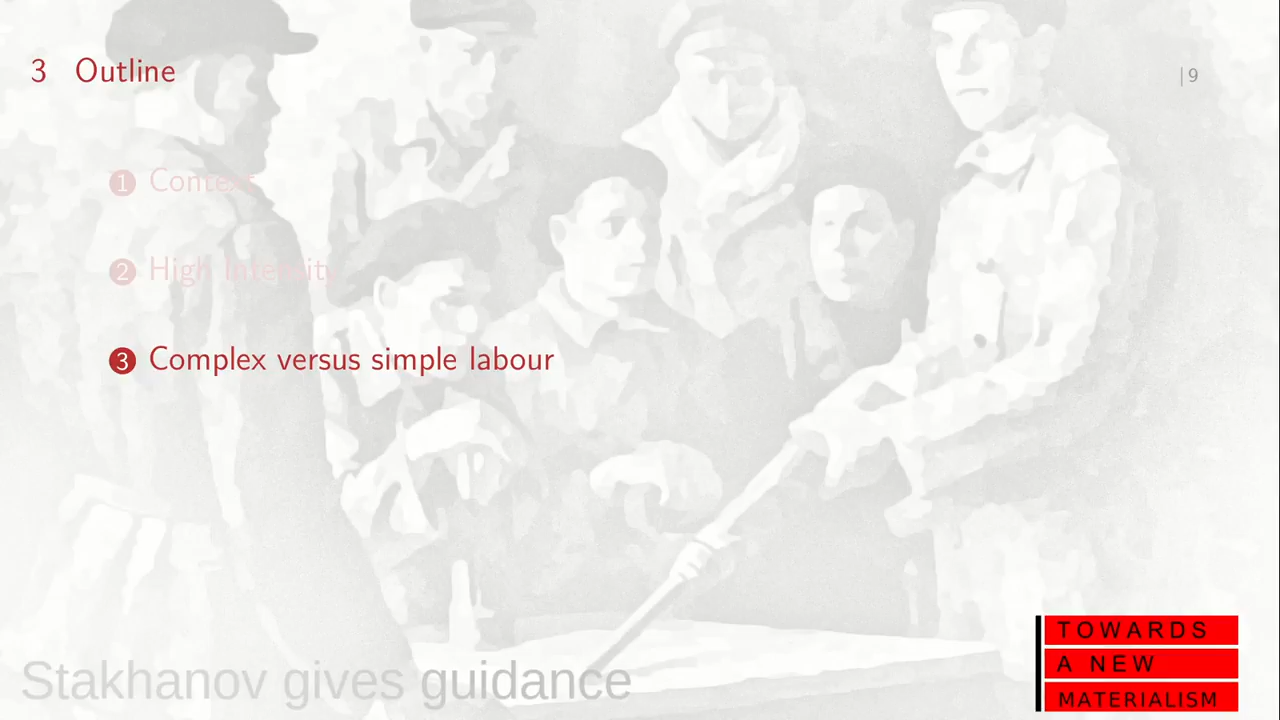 3 Outline
|9
1 Context
2 High Intensity
3 Complex versus simple labour
Stakhanov gives guidance
TOWARDS
A NEW
MATERIALISM